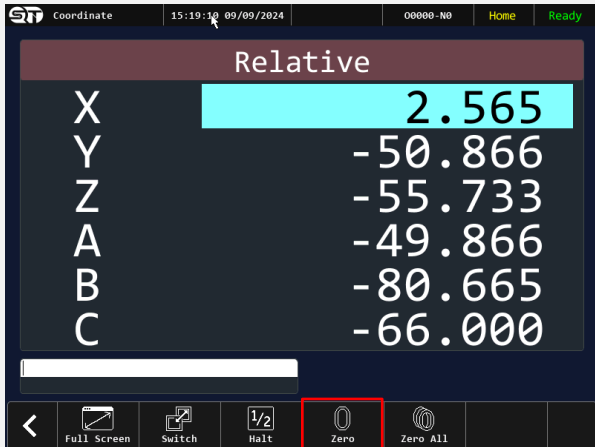 Coordinate 15:19:10 09/09/2024 O0000-N0 Home Ready
Relative
X 2.565
Y -50.866
Z -55.733
A -49.866
B -80.665
C -66.000
Full Screen Switch 1/2 Halt Zero Zero All